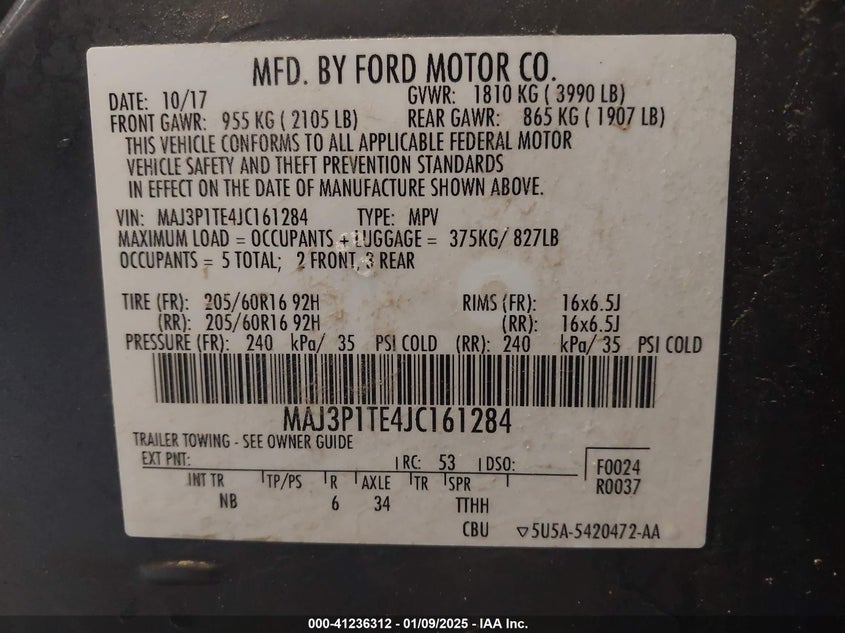 MFD. BY FORD MOTOR CO.
DATE: 10/17 GVWR: 1810 KG ( 3990 LB)
FRONT GAWR: 955 KG ( 2105 LB) REAR GAWR: 865 KG ( 1907 LB)
THIS VEHICLE CONFORMS TO ALL APPLICABLE FEDERAL MOTOR
VEHICLE SAFETY AND THEFT PREVENTION STANDARDS
IN EFFECT ON THE DATE OF MANUFACTURE SHOWN ABOVE.
VIN: MAJ3P1TE4JC161284 TYPE: MPV
MAXIMUM LOAD = OCCUPANTS + LUGGAGE = 375KG/ 827LB
OCCUPANTS = 5 TOTAL; 2 FRONT, 3 REAR
TIRE (FR): 205/60R16 92H RIMS (FR): 16x6.5J
(RR): 205/60R16 92H (RR): 16x6.5J
PRESSURE (FR): 240 kPa/ 35 PSI COLD (RR): 240 kPa/ 35 PSI COLD
MAJ3P1TE4JC161284
TRAILER TOWING - SEE OWNER GUIDE
EXT PNT: RC: 53 DSO: F0024
R0037
INT TR TP/PS R AXLE TR SPR
NB 6 34 TTHH
CBU ▽5U5A-5420472-AA
000-41236312 - 01/09/2025 - IAA Inc.